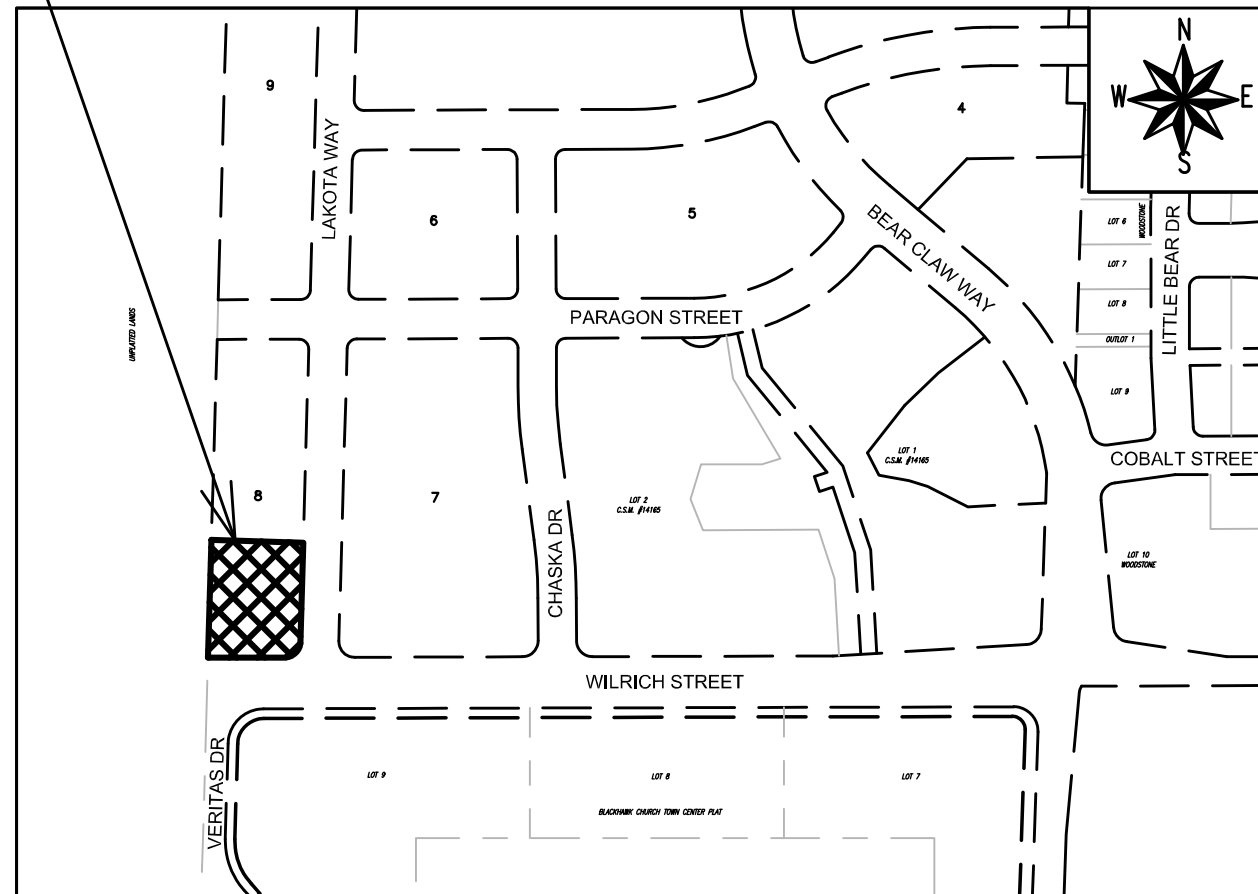 N
W
E
S
9
4
LAKOTA WAY
6
5
BEAR CLAW WAY
LOT 6
WOODSTONE
LOT 7
LOT 8
OUTLOT 1
LOT 9
LITTLE BEAR DR
PARAGON STREET
UNPLATTED LANDS
LOT 1
C.S.M. #14165
COBALT STREET
8
7
LOT 2
C.S.M. #14165
CHASKA DR
LOT 10
WOODSTONE
WILRICH STREET
VERITAS DR
LOT 9
LOT 8
LOT 7
BLACKHAWK CHURCH TOWN CENTER PLAT